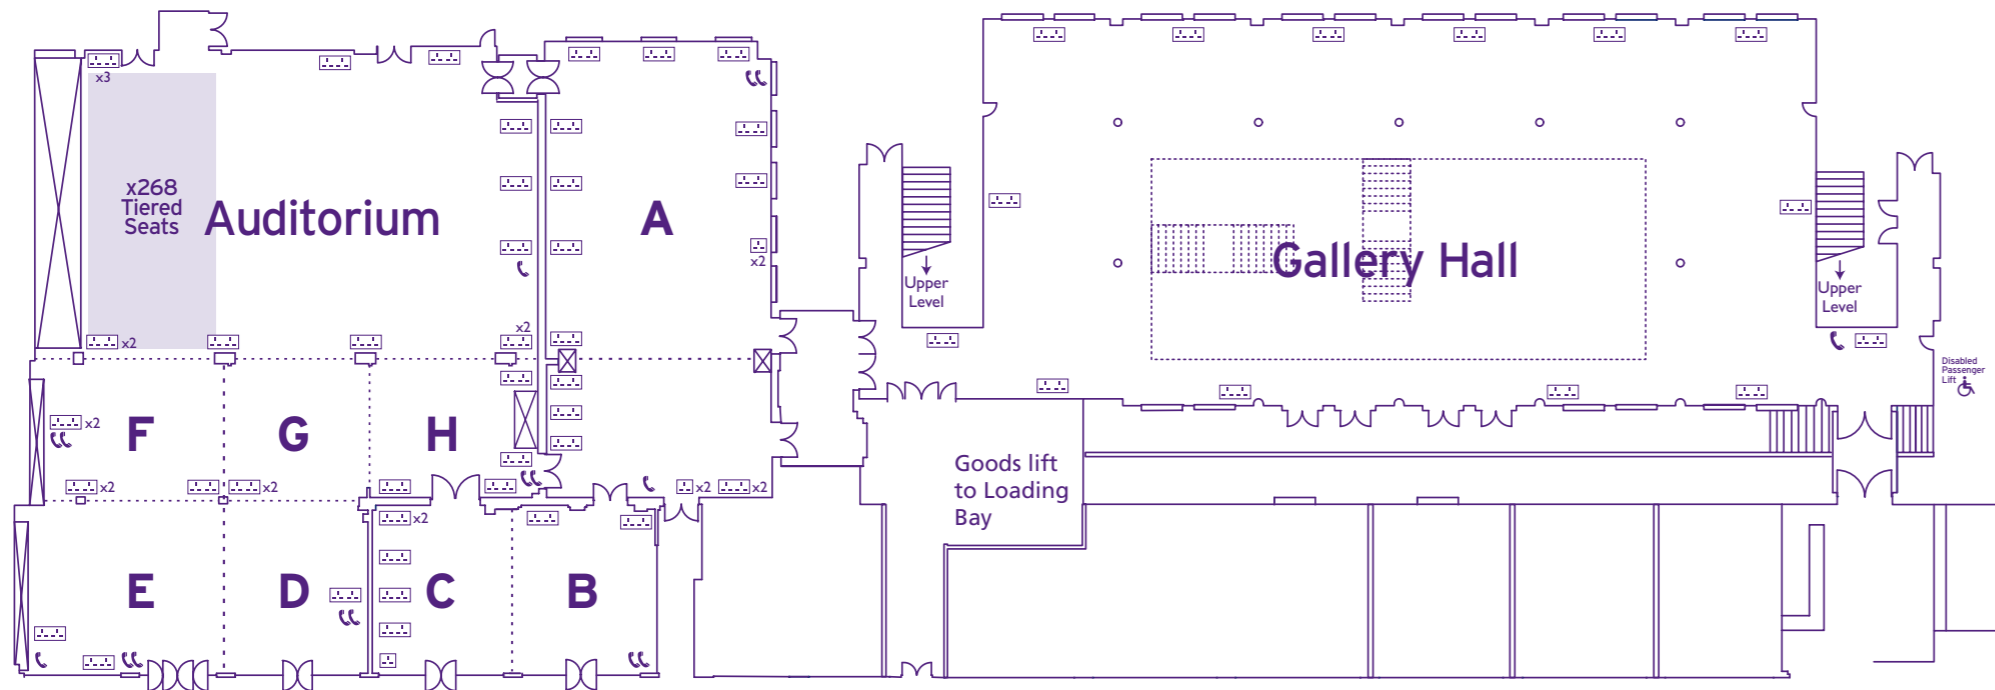 x3
x268
Tiered
Seats
Auditorium
A
x2
x2
x2
Gallery Hall
Upper
Level
Upper
Level
Disabled
Passenger
Lift
F
x2
G
H
x2
x2
x2
x2
Goods lift
to Loading
Bay
x2
E
D
C
B